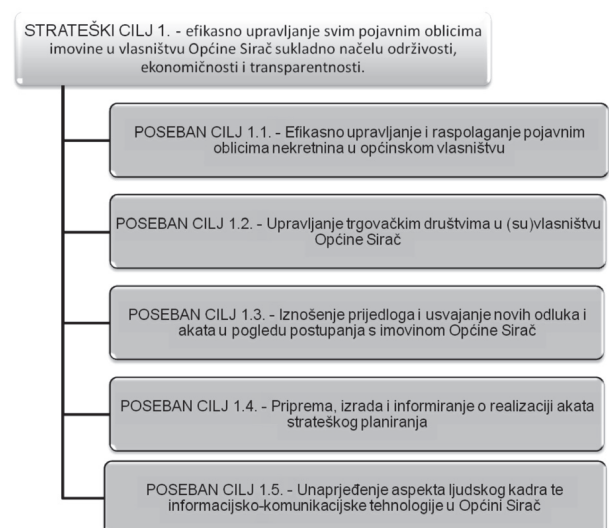 STRATEŠKI CILJ 1. - efikasno upravljanje svim pojavnim oblicima
imovine u vlasništvu Općine Sirač sukladno načelu održivosti,
ekonomičnosti i transparentnosti.
POSEBAN CILJ 1.1. - Efikasno upravljanje i raspolaganje pojavnim
oblicima nekretnina u općinskom vlasništvu
POSEBAN CILJ 1.2. - Upravljanje trgovačkim društvima u (su)vlasništvu
Općine Sirač
POSEBAN CILJ 1.3. - Iznošenje prijedloga i usvajanje novih odluka i
akata u pogledu postupanja s imovinom Općine Sirač
POSEBAN CILJ 1.4. - Priprema, izrada i informiranje o realizaciji akata
strateškog planiranja
POSEBAN CILJ 1.5. - Unaprjeđenje aspekta ljudskog kadra te
informacijsko-komunikacijske tehnologije u Općini Sirač